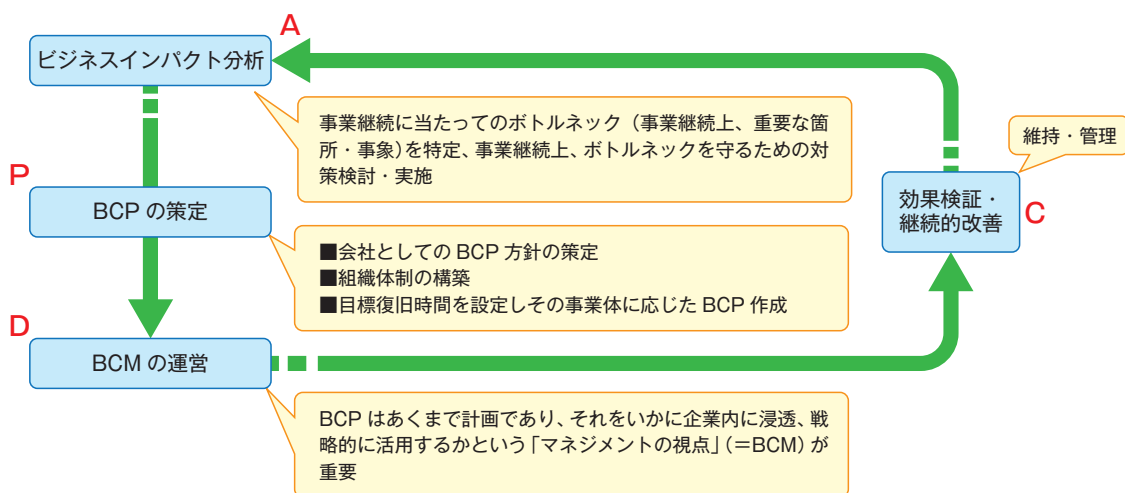 A
ビジネスインパクト分析
事業継続に当たってのボトルネック（事業継続上、重要な箇
所・事象）を特定、事業継続上、ボトルネックを守るための対
策検討・実施
維持・管理
P
BCP の策定
効果検証・
継続的改善
C
■会社としての BCP 方針の策定
■組織体制の構築
■目標復旧時間を設定しその事業体に応じた BCP 作成
D
BCM の運営
BCP はあくまで計画であり、それをいかに企業内に浸透、戦
略的に活用するかという「マネジメントの視点」（＝BCM）が
重要